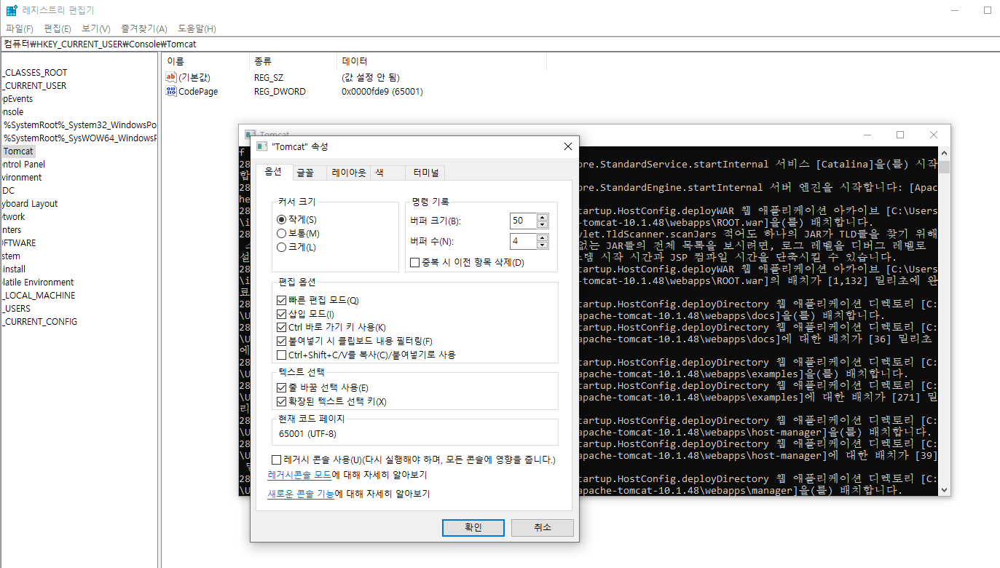 레지스트리 편집기
파일(F) 편집(E) 보기(V) 즐겨찾기(A) 도움말(H)
컴퓨터\HKEY_CURRENT_USER\Console\Tomcat
이름 종류 데이터
(기본값) REG_SZ (값 설정 안 됨)
CodePage REG_DWORD 0x0000fde9 (65001)
_CLASSES_ROOT
_CURRENT_USER
ppEvents
onsole
%SystemRoot%_System32_WindowsPo
%SystemRoot%_SysWOW64_WindowsP
Tomcat
ontrol Panel
vironment
DC
yboard Layout
etwork
inters
OFTWARE
stem
install
latile Environment
_LOCAL_MACHINE
_USERS
_CURRENT_CONFIG
Tomcat
"Tomcat" 속성
옵션 글꼴 레이아웃 색 터미널
커서 크기
작게(S)
보통(M)
크게(L)
명령 기록
버퍼 크기(B): 50
버퍼 수(N): 4
중복 시 이전 항목 삭제(D)
편집 옵션
빠른 편집 모드(Q)
삽입 모드(I)
Ctrl 바로 가기 키 사용(K)
붙여넣기 시 클립보드 내용 필터링(F)
Ctrl+Shift+C/V를 복사(C)/붙여넣기로 사용
텍스트 선택
줄 바꿈 선택 사용(E)
확장된 텍스트 선택 키(X)
현재 코드 페이지
65001 (UTF-8)
레거시 콘솔 사용(U)(다시 실행해야 하며, 모든 콘솔에 영향을 줍니다.)
레거시콘솔 모드에 대해 자세히 알아보기
새로운 콘솔 기능에 대해 자세히 알아보기
확인 취소
f
28 ore.StandardService.startInternal 서비스 [Catalina]을(를) 시작
합
28 ore.StandardEngine.startInternal 서버 엔진을 시작합니다: [Apac
he
28 tartup.HostConfig.deployWAR 웹 애플리케이션 아카이브 [C:\Users
\i -tomcat-10.1.48\webapps\ROOT.war]을(를) 배치합니다.
28 vlet.TldScanner.scanJars 적어도 하나의 JAR가 TLD들을 찾기 위해
스 없는 JAR들의 전체 목록을 보시려면, 로그 레벨을 디버그 레벨로
설 스템 시작 시간과 JSP 컴파일 시간을 단축시킬 수 있습니다.
28 tartup.HostConfig.deployWAR 웹 애플리케이션 아카이브 [C:\Users
\i -tomcat-10.1.48\webapps\ROOT.war]의 배치가 [1,132] 밀리초에 완
료
28 tartup.HostConfig.deployDirectory 웹 애플리케이션 디렉토리 [C:
\U apache-tomcat-10.1.48\webapps\docs]을(를) 배치합니다.
28 tartup.HostConfig.deployDirectory 웹 애플리케이션 디렉토리 [C:
\U apache-tomcat-10.1.48\webapps\docs]에 대한 배치가 [36] 밀리초
에
28 tartup.HostConfig.deployDirectory 웹 애플리케이션 디렉토리 [C:
\U apache-tomcat-10.1.48\webapps\examples]을(를) 배치합니다.
28 tartup.HostConfig.deployDirectory 웹 애플리케이션 디렉토리 [C:
\U apache-tomcat-10.1.48\webapps\examples]에 대한 배치가 [271] 밀
리
28 tartup.HostConfig.deployDirectory 웹 애플리케이션 디렉토리 [C:
\U apache-tomcat-10.1.48\webapps\host-manager]을(를) 배치합니다.
28 tartup.HostConfig.deployDirectory 웹 애플리케이션 디렉토리 [C:
\U apache-tomcat-10.1.48\webapps\host-manager]에 대한 배치가 [39]
28 tartup.HostConfig.deployDirectory 웹 애플리케이션 디렉토리 [C:
\U apache-tomcat-10.1.48\webapps\manager]을(를) 배치합니다.